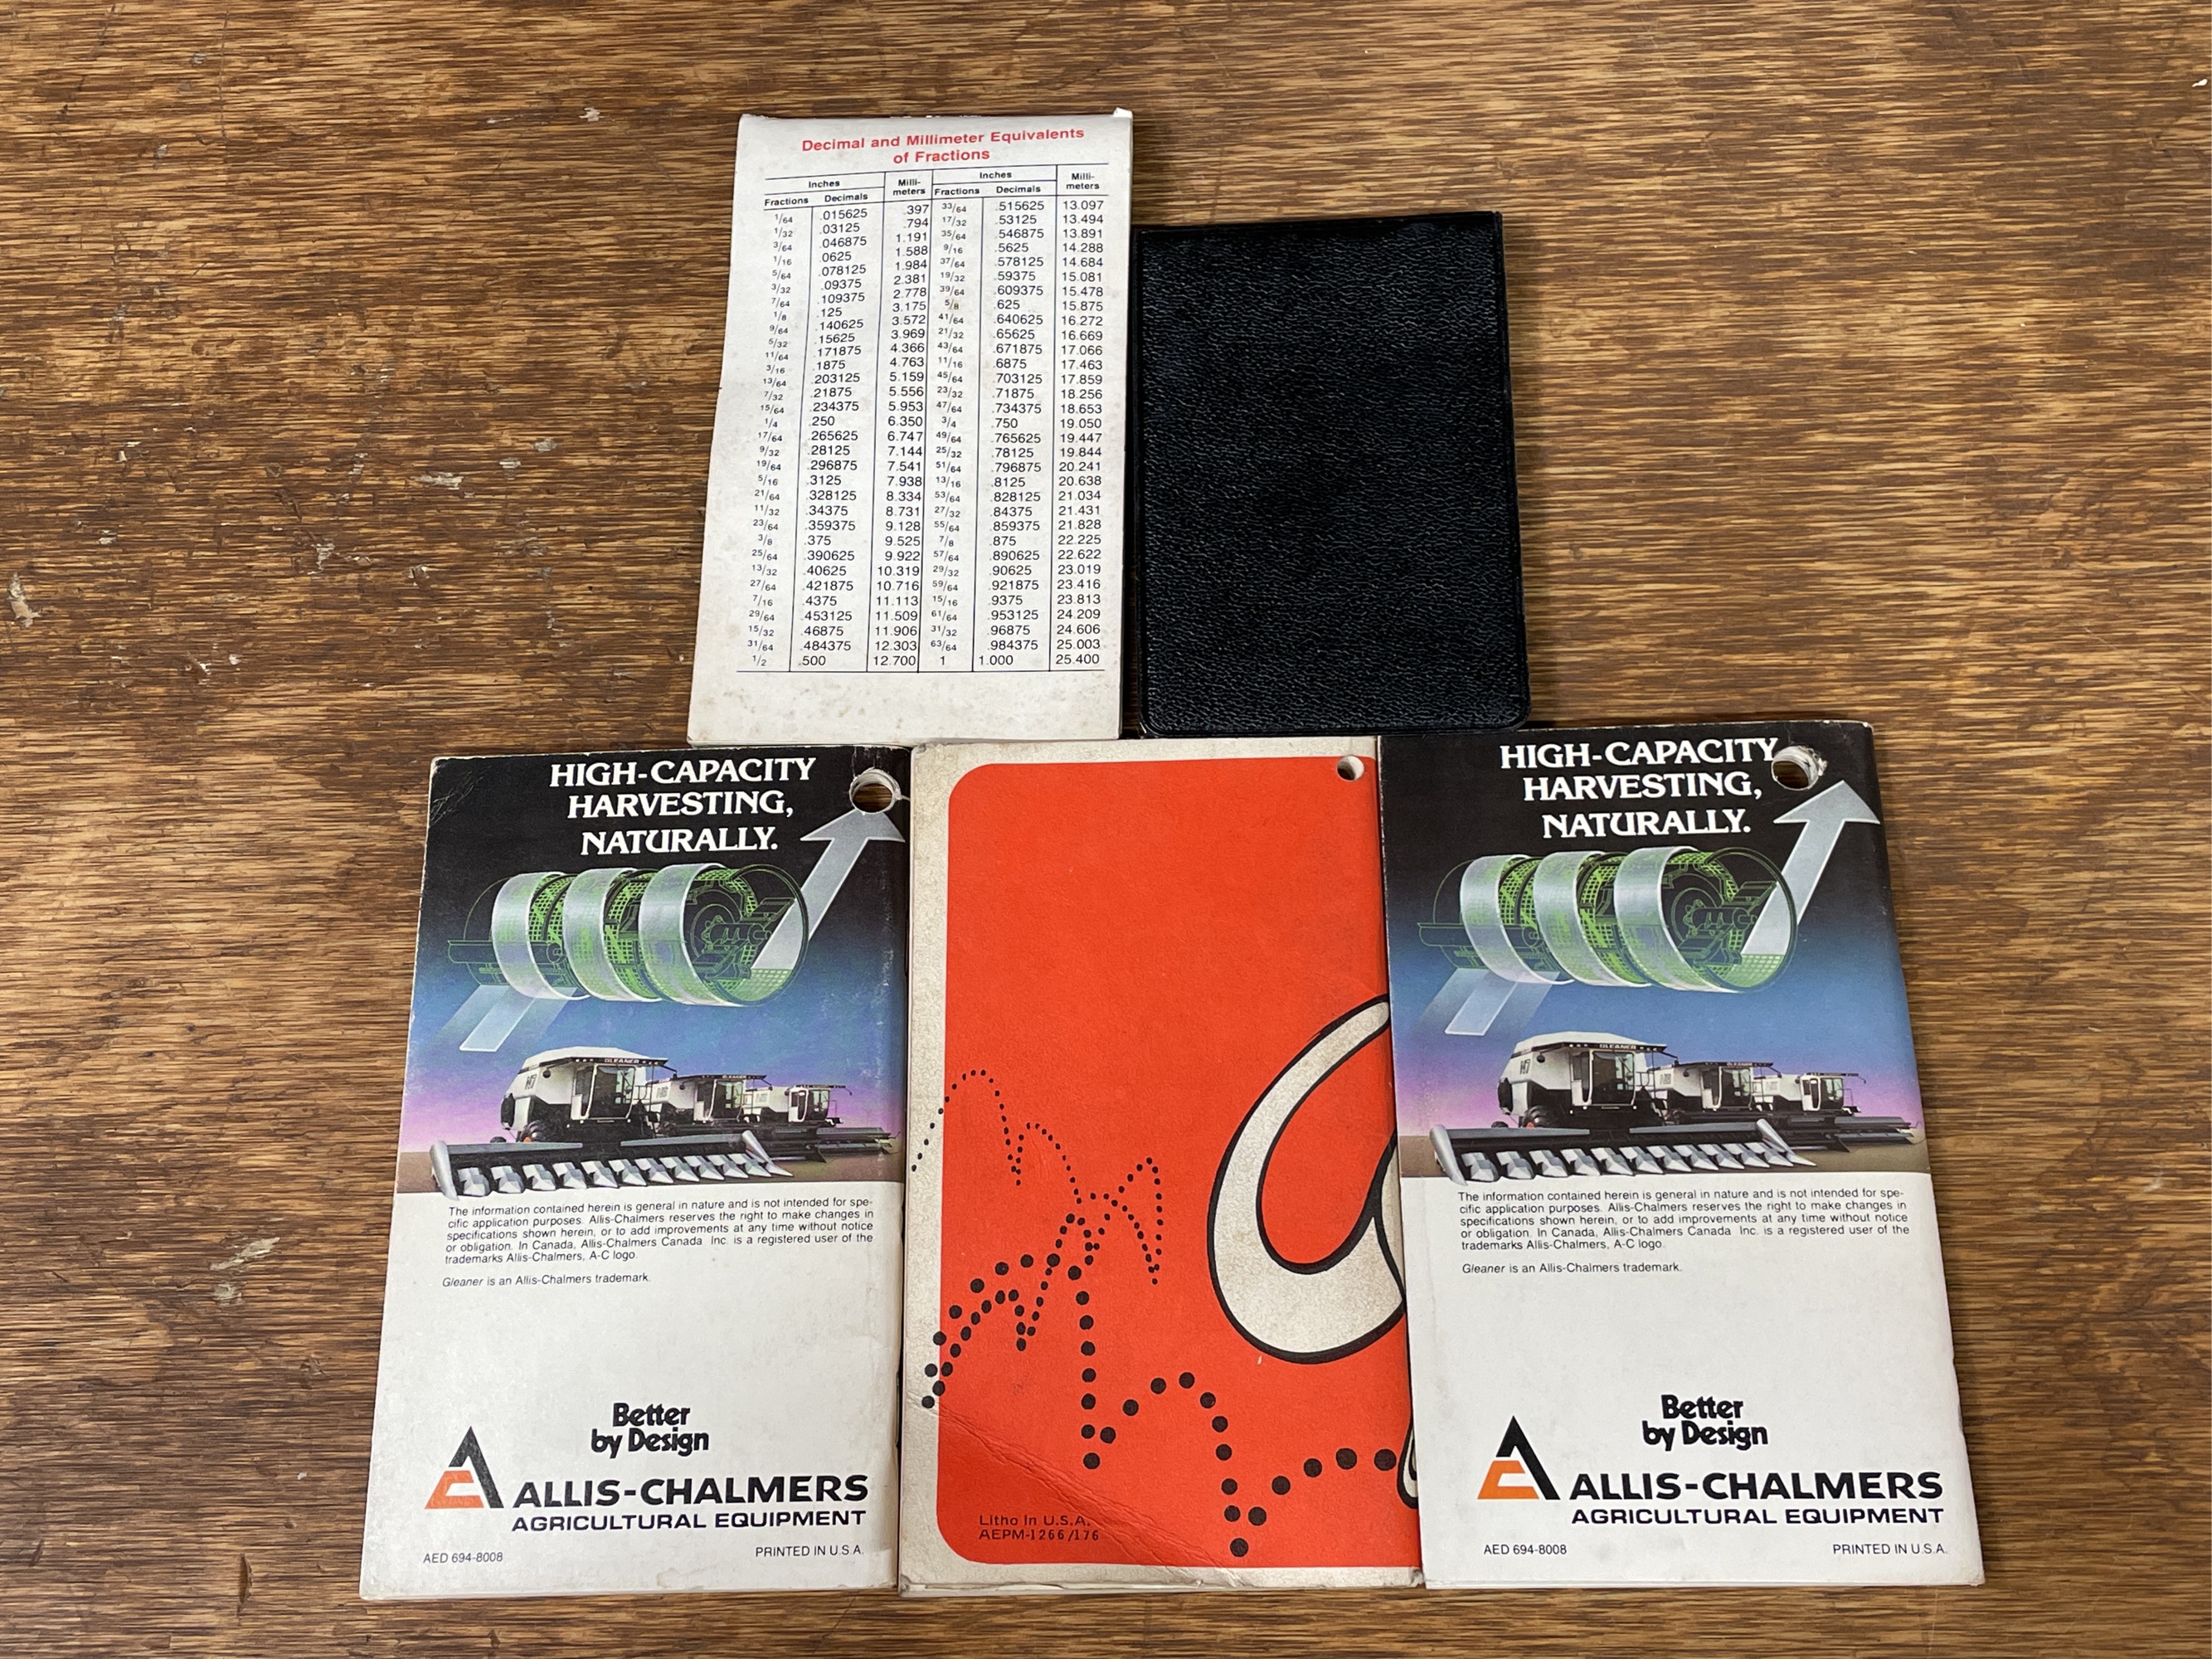 Decimal and Millimeter Equivalents
of Fractions
Inches Milli-meters Inches Milli-meters
Fractions Decimals Fractions Decimals
1/64 .015625 .397 33/64 .515625 13.097
1/32 .03125 .794 17/32 .53125 13.494
3/64 .046875 1.191 35/64 .546875 13.891
1/16 .0625 1.588 9/16 .5625 14.288
5/64 .078125 1.984 37/64 .578125 14.684
3/32 .09375 2.381 19/32 .59375 15.081
7/64 .109375 2.778 39/64 .609375 15.478
1/8 .125 3.175 5/8 .625 15.875
9/64 .140625 3.572 41/64 .640625 16.272
5/32 .15625 3.969 21/32 .65625 16.669
11/64 .171875 4.366 43/64 .671875 17.066
3/16 .1875 4.763 11/16 .6875 17.463
13/64 .203125 5.159 45/64 .703125 17.859
7/32 .21875 5.556 23/32 .71875 18.256
15/64 .234375 5.953 47/64 .734375 18.653
1/4 .250 6.350 3/4 .750 19.050
17/64 .265625 6.747 49/64 .765625 19.447
9/32 .28125 7.144 25/32 .78125 19.844
19/64 .296875 7.541 51/64 .796875 20.241
5/16 .3125 7.938 13/16 .8125 20.638
21/64 .328125 8.334 53/64 .828125 21.034
11/32 .34375 8.731 27/32 .84375 21.431
23/64 .359375 9.128 55/64 .859375 21.828
3/8 .375 9.525 7/8 .875 22.225
25/64 .390625 9.922 57/64 .890625 22.622
13/32 .40625 10.319 29/32 .90625 23.019
27/64 .421875 10.716 59/64 .921875 23.416
7/16 .4375 11.113 15/16 .9375 23.813
29/64 .453125 11.509 61/64 .953125 24.209
15/32 .46875 11.906 31/32 .96875 24.606
31/64 .484375 12.303 63/64 .984375 25.003
1/2 .500 12.700 1 1.000 25.400
HIGH-CAPACITY
HARVESTING,
NATURALLY.
GLEANER
The information contained herein is general in nature and is not intended for spe-
cific application purposes. Allis-Chalmers reserves the right to make changes in
specifications shown herein, or to add improvements at any time without notice
or obligation. In Canada, Allis-Chalmers Canada Inc. is a registered user of the
trademarks Allis-Chalmers, A-C logo.
Gleaner is an Allis-Chalmers trademark.
Better
by Design
ALLIS-CHALMERS
AGRICULTURAL EQUIPMENT
AED 694-8008 PRINTED IN U.S.A.
Litho In U.S.A.
AEPM-1266/176
HIGH-CAPACITY
HARVESTING,
NATURALLY.
GLEANER
The information contained herein is general in nature and is not intended for spe-
cific application purposes. Allis-Chalmers reserves the right to make changes in
specifications shown herein, or to add improvements at any time without notice
or obligation. In Canada, Allis-Chalmers Canada Inc. is a registered user of the
trademarks Allis-Chalmers, A-C logo.
Gleaner is an Allis-Chalmers trademark.
Better
by Design
ALLIS-CHALMERS
AGRICULTURAL EQUIPMENT
AED 694-8008 PRINTED IN U.S.A.